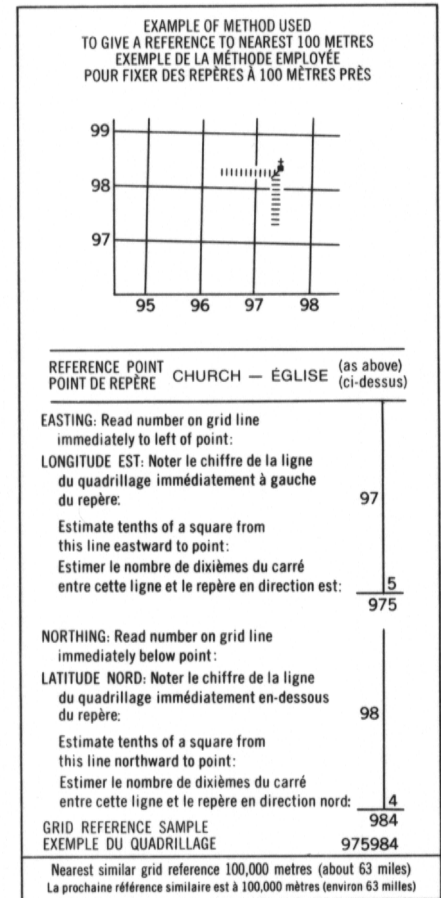 EXAMPLE OF METHOD USED
TO GIVE A REFERENCE TO NEAREST 100 METRES
EXEMPLE DE LA MÉTHODE EMPLOYÉE
POUR FIXER DES REPÈRES À 100 MÈTRES PRÈS
99
98
97
95 96 97 98
REFERENCE POINT
POINT DE REPÈRE CHURCH — ÉGLISE (as above)
(ci-dessus)
EASTING: Read number on grid line
immediately to left of point:
LONGITUDE EST: Noter le chiffre de la ligne
du quadrillage immédiatement à gauche
du repère: 97
Estimate tenths of a square from
this line eastward to point:
Estimer le nombre de dixièmes du carré
entre cette ligne et le repère en direction est: 5
975
NORTHING: Read number on grid line
immediately below point:
LATITUDE NORD: Noter le chiffre de la ligne
du quadrillage immédiatement en-dessous
du repère: 98
Estimate tenths of a square from
this line northward to point:
Estimer le nombre de dixièmes du carré
entre cette ligne et le repère en direction nord: 4
984
GRID REFERENCE SAMPLE
EXEMPLE DU QUADRILLAGE 975984
Nearest similar grid reference 100,000 metres (about 63 miles)
La prochaine référence similaire est à 100,000 mètres (environ 63 milles)